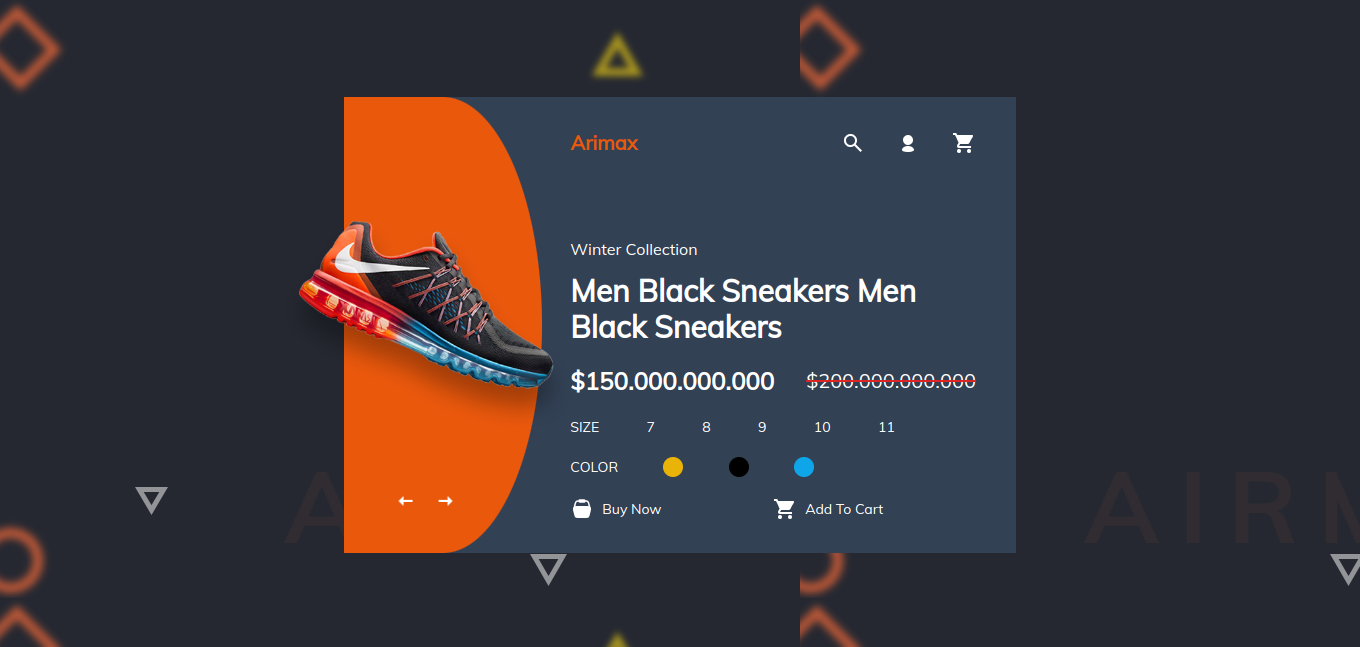 Arimax
Winter Collection
Men Black Sneakers Men
Black Sneakers
$150.000.000.000 $200.000.000.000
SIZE 7 8 9 10 11
COLOR
A AIRM
Buy Now Add To Cart